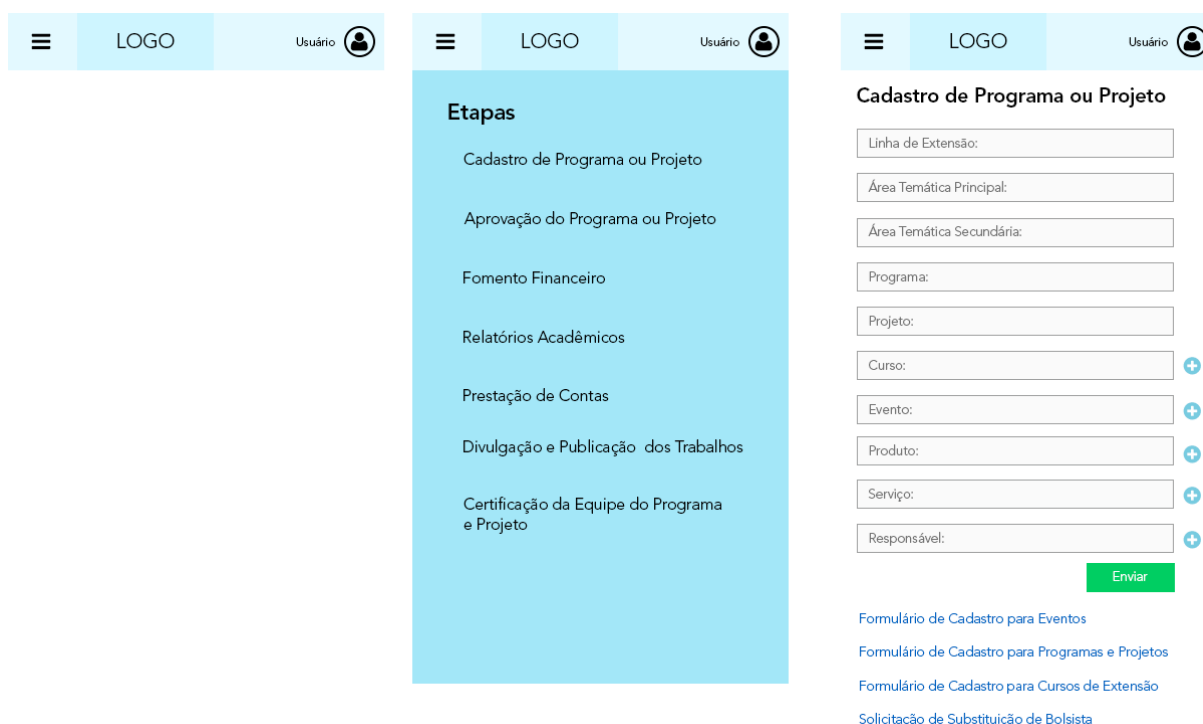 LOGO
Usuário
LOGO
Usuário
Etapas
Cadastro de Programa ou Projeto
Aprovação do Programa ou Projeto
Fomento Financeiro
Relatórios Acadêmicos
Prestação de Contas
Divulgação e Publicação dos Trabalhos
Certificação da Equipe do Programa
e Projeto
LOGO
Usuário
Cadastro de Programa ou Projeto
Linha de Extensão:
Área Temática Principal:
Área Temática Secundária:
Programa:
Projeto:
Curso:
Evento:
Produto:
Serviço:
Responsável:
Enviar
Formulário de Cadastro para Eventos
Formulário de Cadastro para Programas e Projetos
Formulário de Cadastro para Cursos de Extensão
Solicitação de Substituição de Bolsista